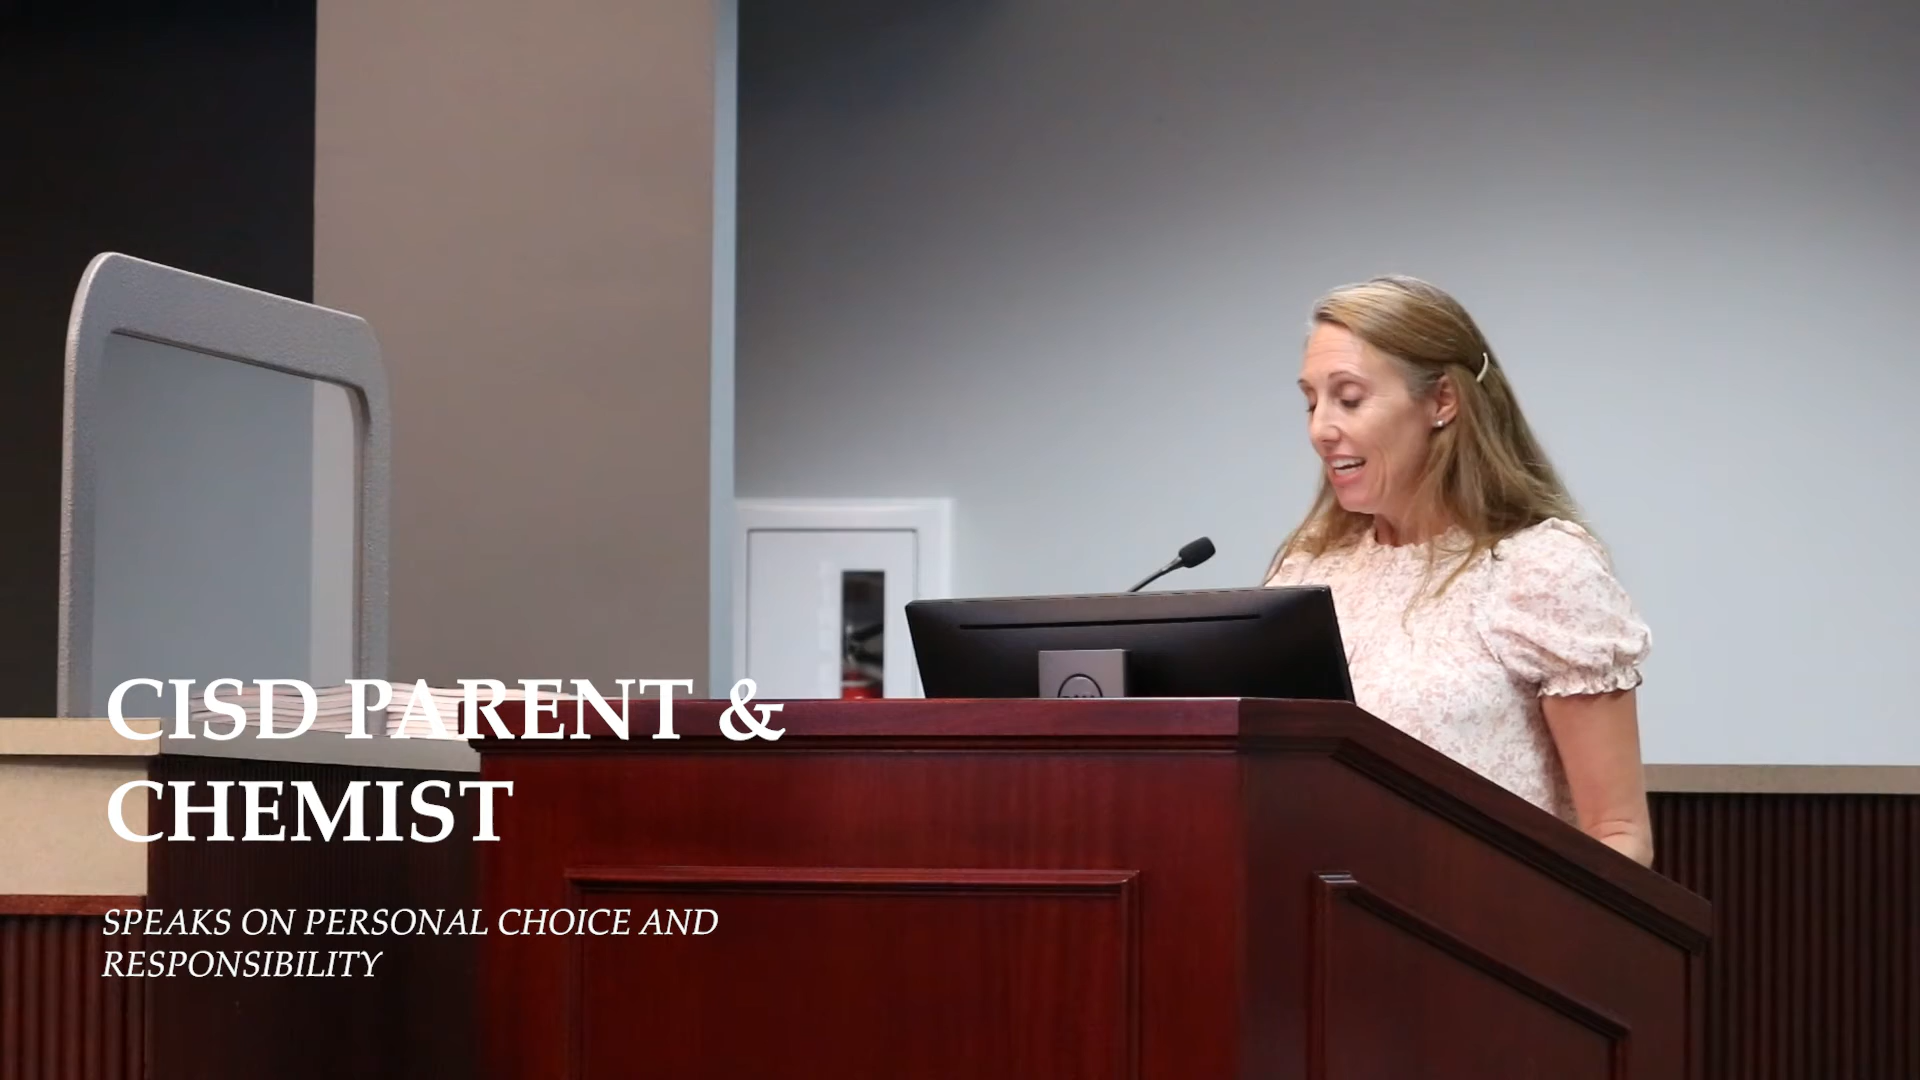 CISD PARENT &
CHEMIST
SPEAKS ON PERSONAL CHOICE AND
RESPONSIBILITY